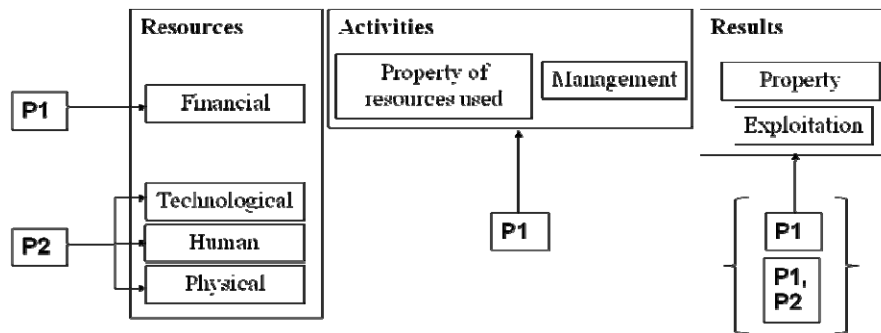 Resources
P1
Financial
P2
Technological
Human
Physical
Activities
Property of
resources used
Management
P1
Results
Property
Exploitation
P1
P1,
P2